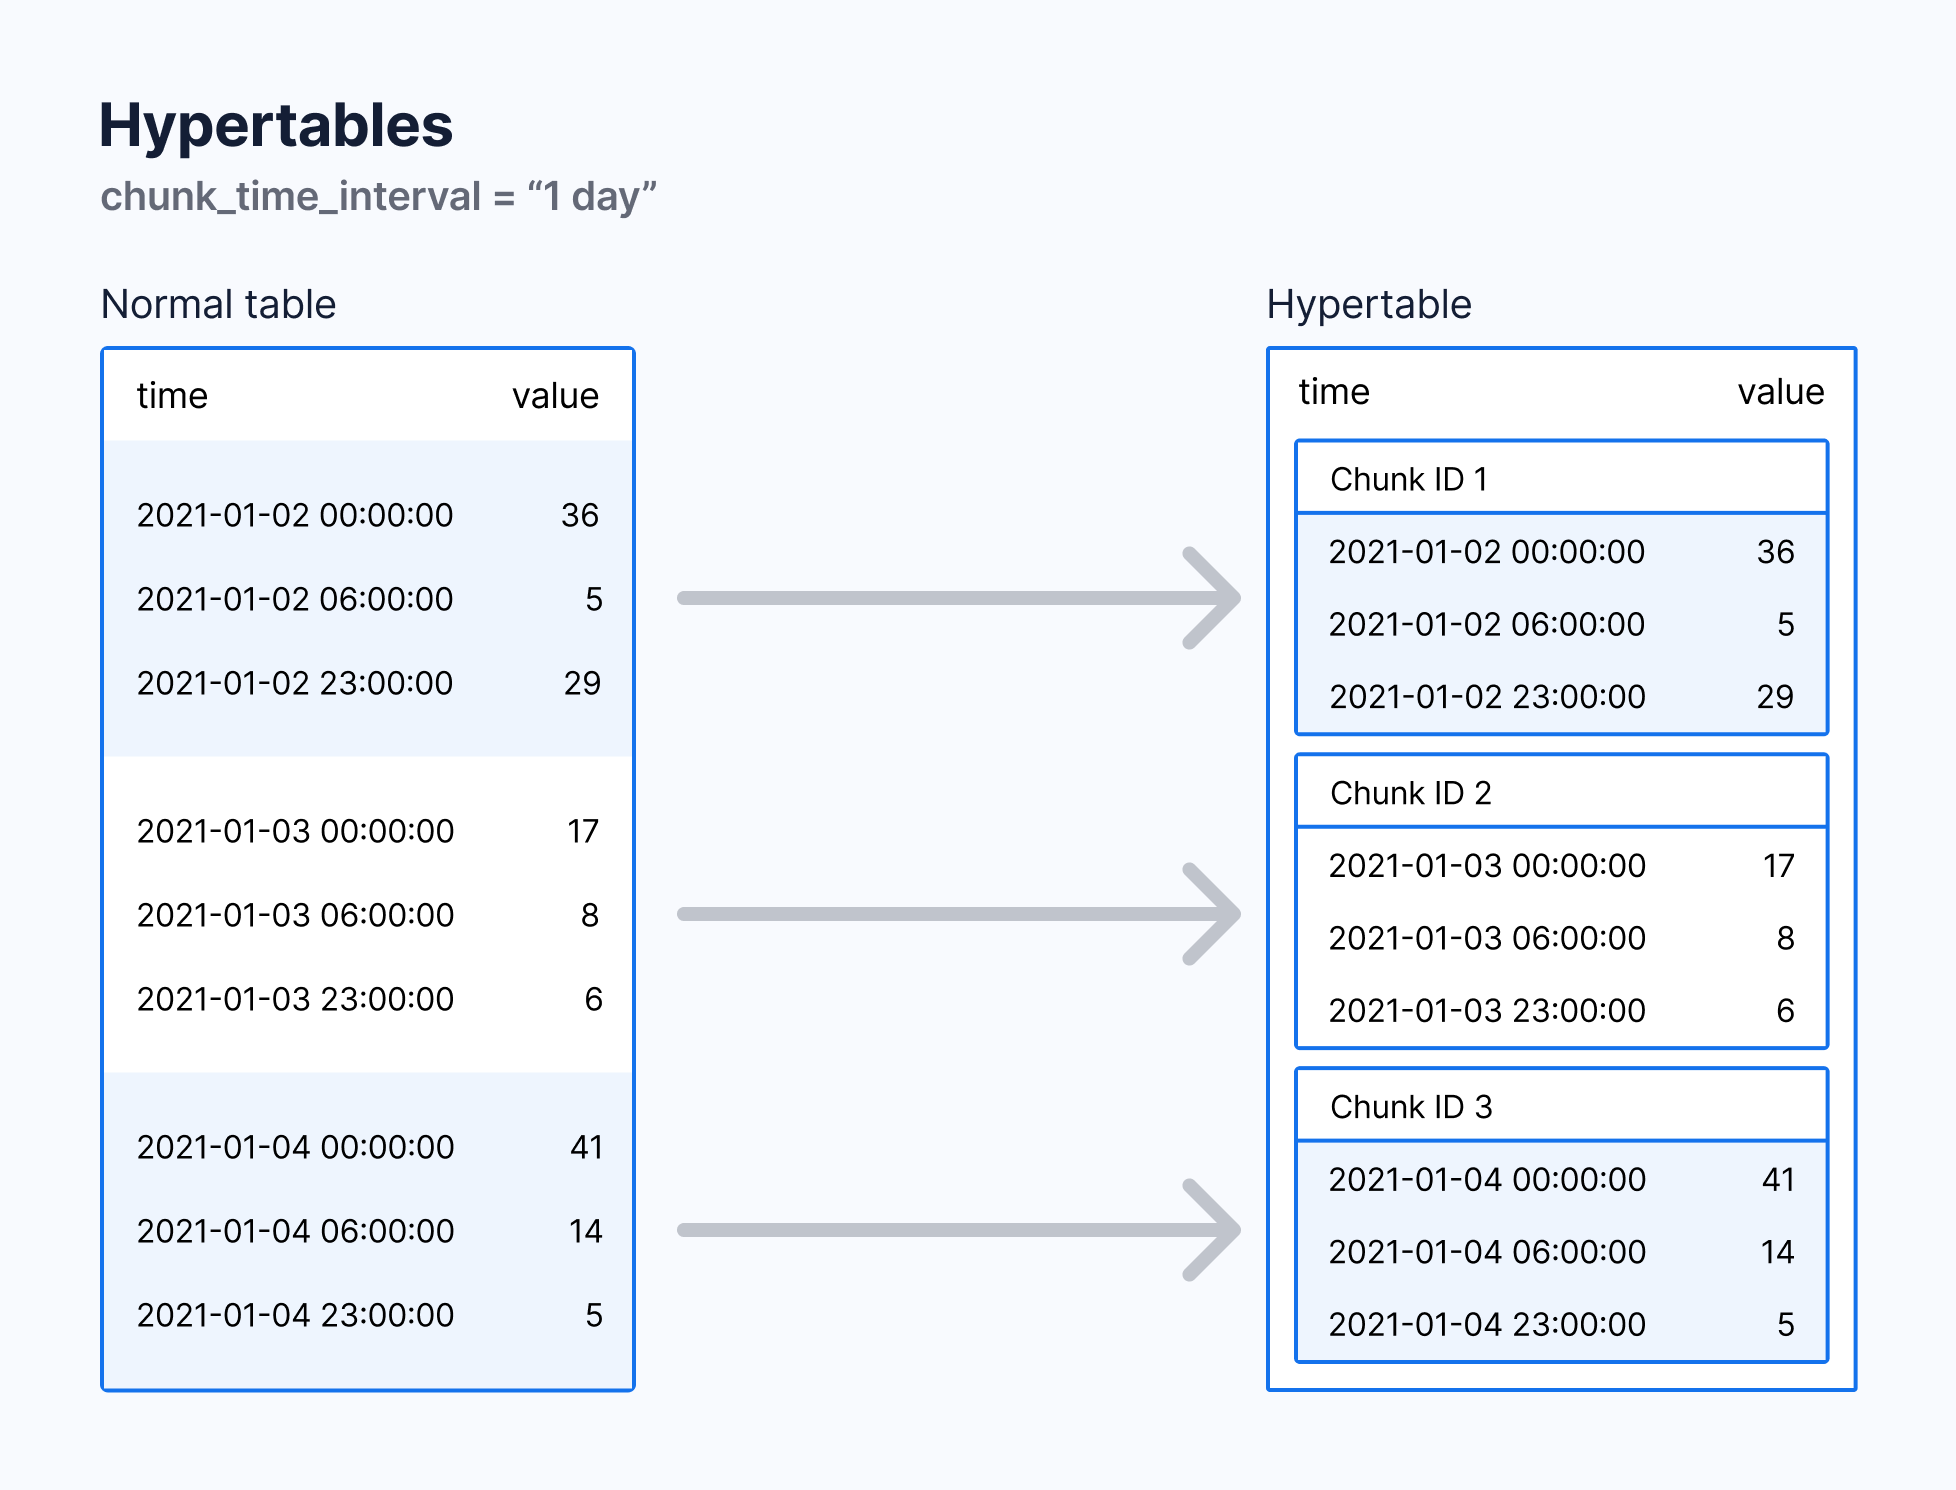 Hypertables
chunk_time_interval = “1 day”
Normal table
time value
2021-01-02 00:00:00 36
2021-01-02 06:00:00 5
2021-01-02 23:00:00 29
2021-01-03 00:00:00 17
2021-01-03 06:00:00 8
2021-01-03 23:00:00 6
2021-01-04 00:00:00 41
2021-01-04 06:00:00 14
2021-01-04 23:00:00 5
Hypertable
time value
Chunk ID 1
2021-01-02 00:00:00 36
2021-01-02 06:00:00 5
2021-01-02 23:00:00 29
Chunk ID 2
2021-01-03 00:00:00 17
2021-01-03 06:00:00 8
2021-01-03 23:00:00 6
Chunk ID 3
2021-01-04 00:00:00 41
2021-01-04 06:00:00 14
2021-01-04 23:00:00 5